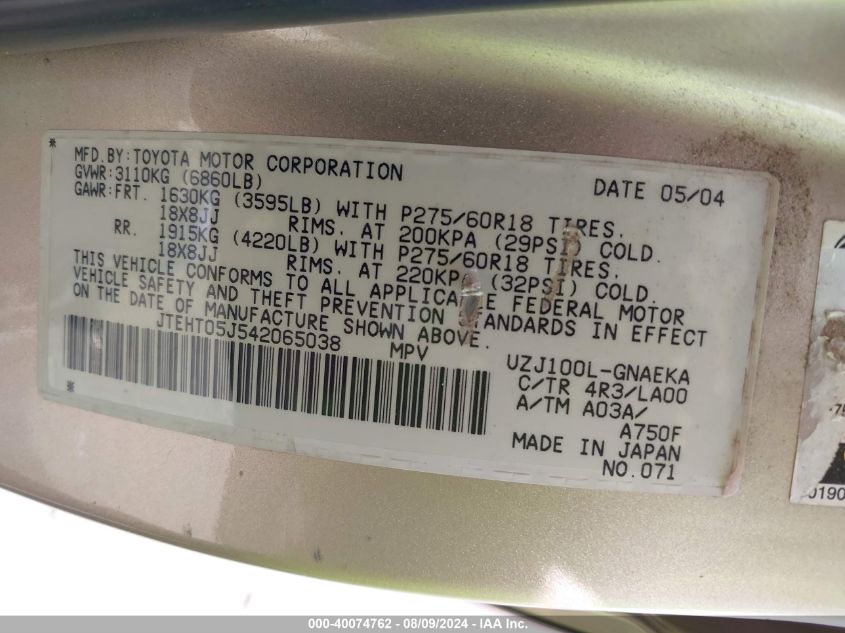 MFD.BY:TOYOTA MOTOR CORPORATION
DATE 05/04
GVWR:3110KG (6860LB)
GAWR:FRT. 1630KG (3595LB) WITH P275/60R18 TIRES.
18X8JJ RIMS. AT 200KPA (29PSI) COLD.
RR. 1915KG (4220LB) WITH P275/60R18 TIRES.
18X8JJ RIMS. AT 220KPA (32PSI) COLD.
THIS VEHICLE CONFORMS TO ALL APPLICABLE FEDERAL MOTOR
VEHICLE SAFETY AND THEFT PREVENTION STANDARDS IN EFFECT
ON THE DATE OF MANUFACTURE SHOWN ABOVE.
JTEHT05J542065038 MPV
UZJ100L-GNAEKA
C/TR 4R3/LA00
A/TM A03A/
A750F
MADE IN JAPAN
NO.071
000-40074762 - 08/09/2024 - IAA Inc.